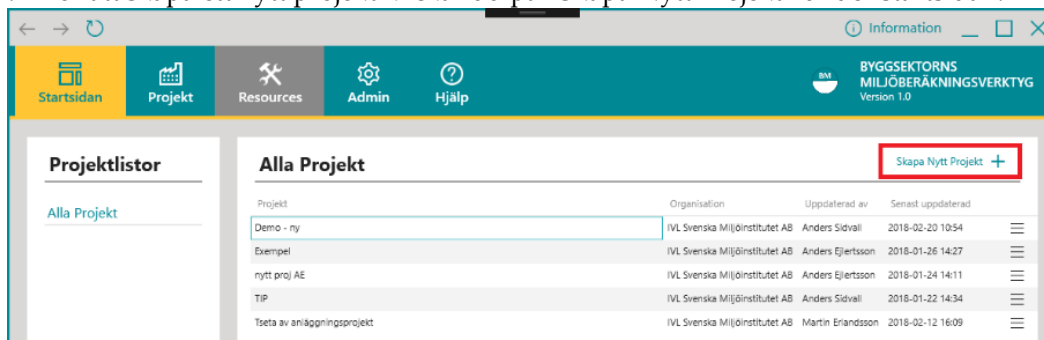 Information
Startsidan
Projekt
Resources
Admin
Hjälp
BM
BYGGSEKTORNS
MILJÖBERÄKNINGSVERKTYG
Version 1.0
Projektlistor
Alla Projekt
Alla Projekt
Skapa Nytt Projekt
Projekt Organisation Uppdaterad av Senast uppdaterad
Demo - ny IVL Svenska Miljöinstitutet AB Anders Sidvall 2018-02-20 10:54
Exempel IVL Svenska Miljöinstitutet AB Anders Ejlertsson 2018-01-26 14:27
nytt proj AE IVL Svenska Miljöinstitutet AB Anders Ejlertsson 2018-01-24 14:11
TIP IVL Svenska Miljöinstitutet AB Anders Sidvall 2018-01-22 14:34
Tseta av anläggningsprojekt IVL Svenska Miljöinstitutet AB Martin Erlandsson 2018-02-12 16:09